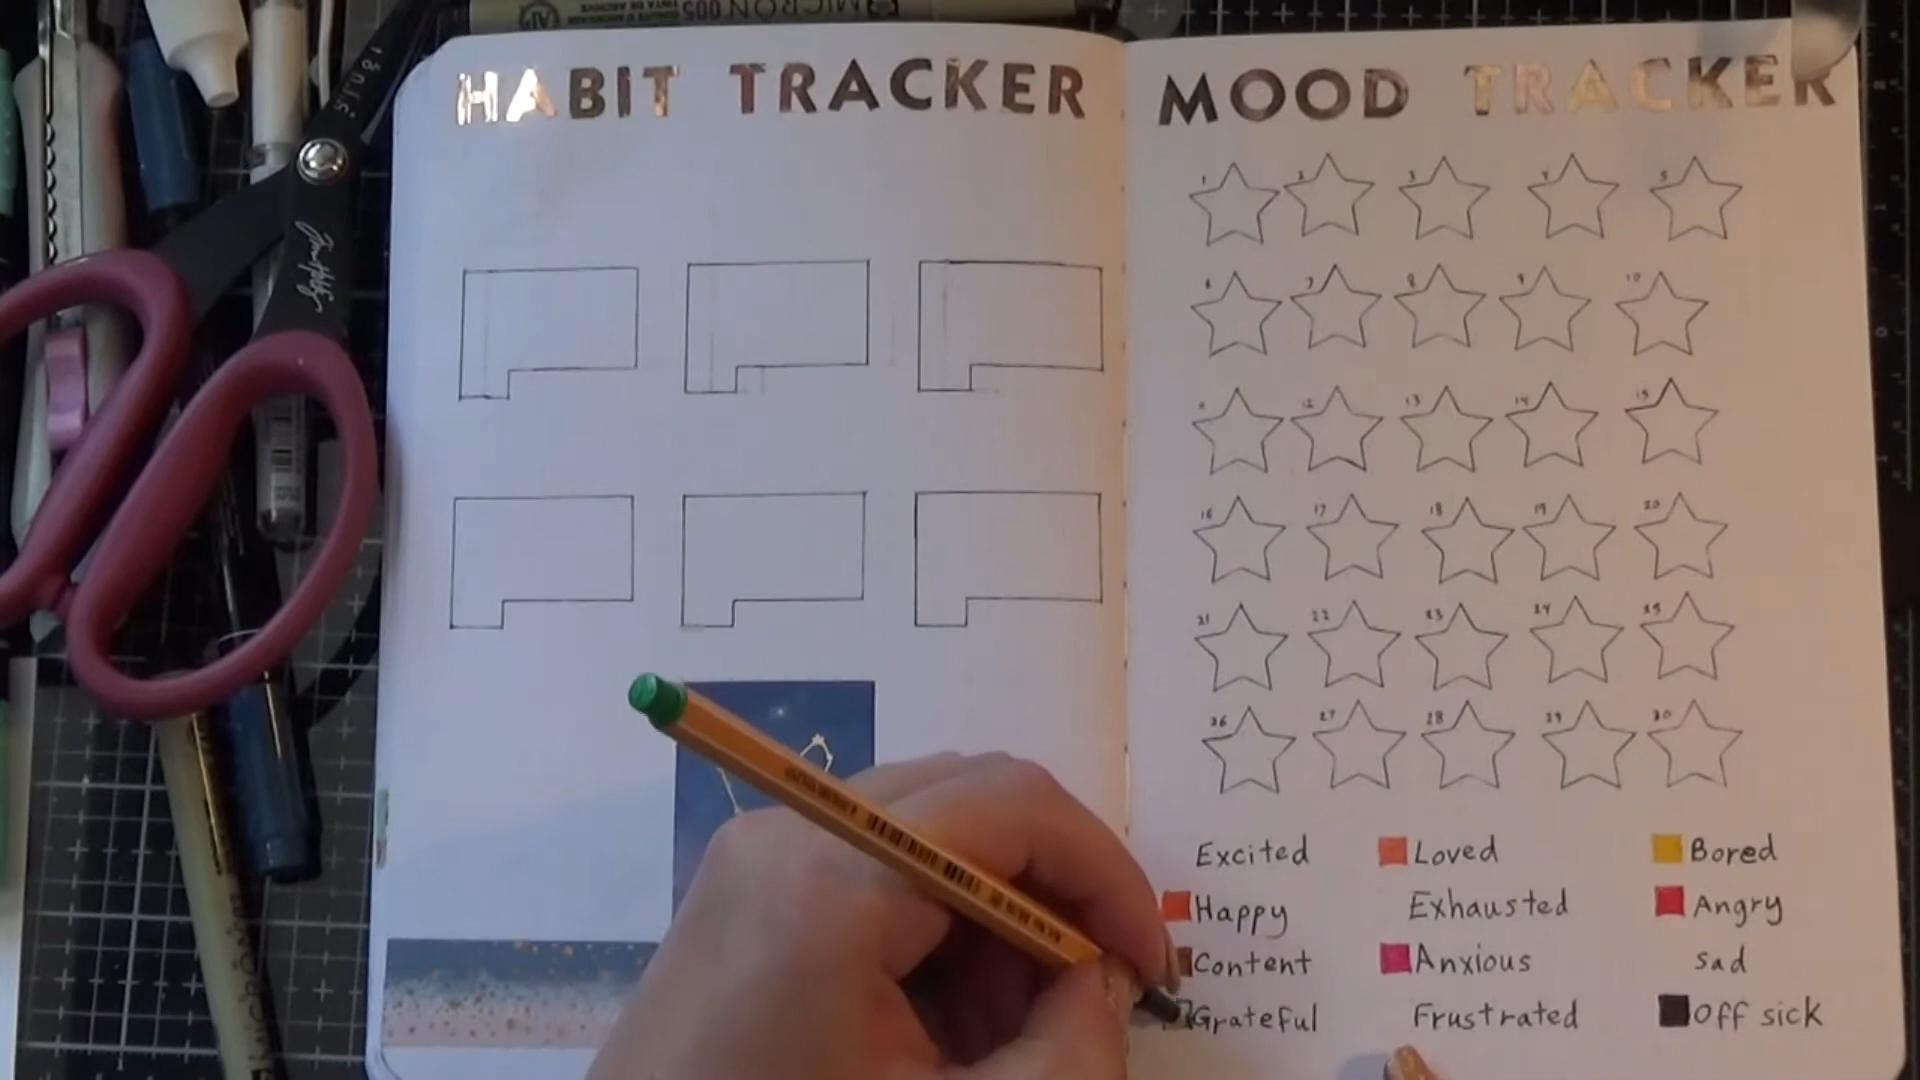 MICRON 005
HABIT TRACKER
MOOD TRACKER
1 2 3 4 5
6 7 8 9 10
11 12 13 14 15
16 17 18 19 20
21 22 23 24 25
26 27 28 29 30
Excited Loved Bored
Happy Exhausted Angry
Content Anxious sad
Grateful Frustrated Off sick